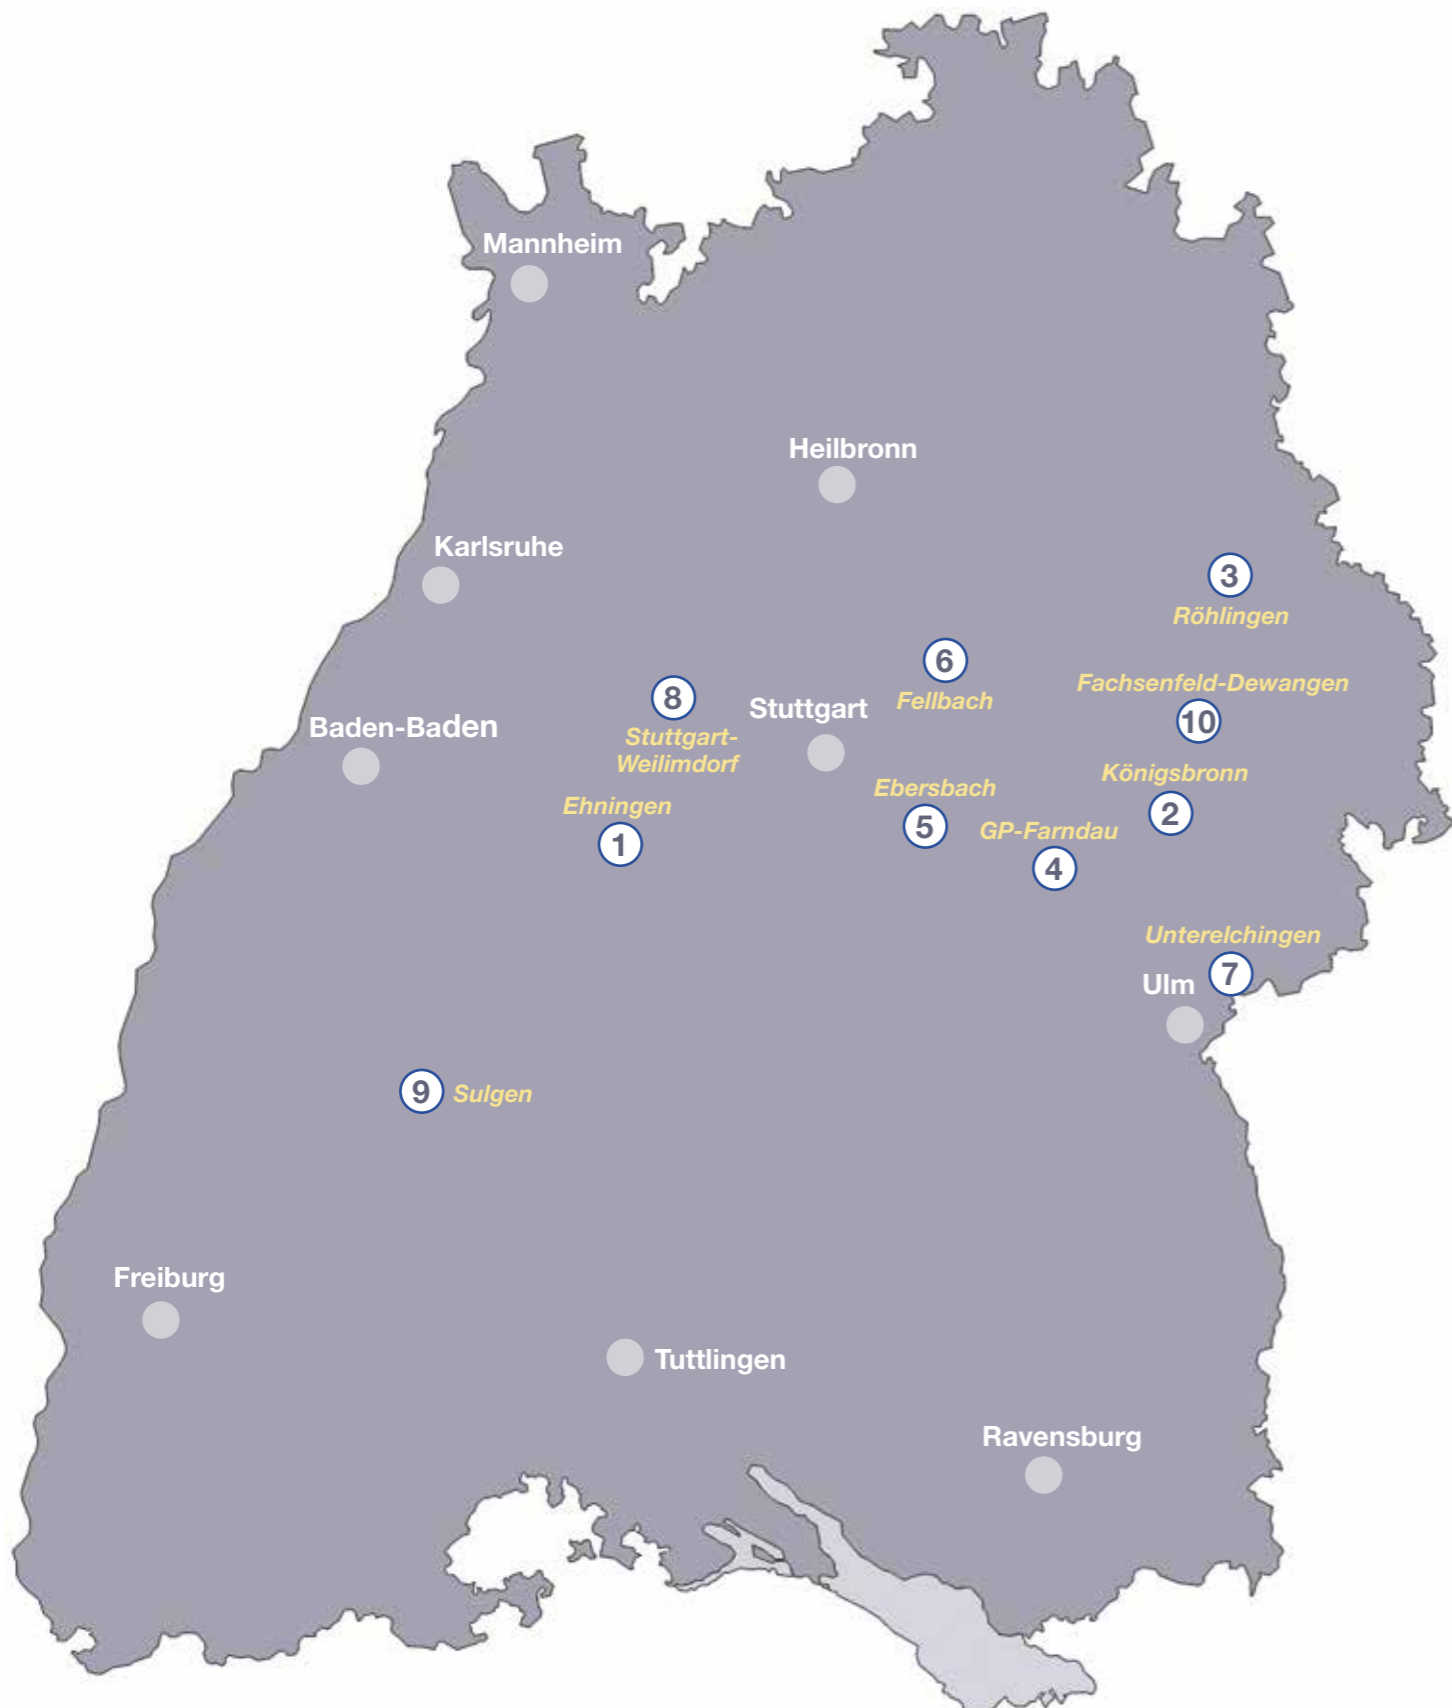 Mannheim
Heilbronn
Karlsruhe
3
Röhlingen
6
Fellbach
Fachsenfeld-Dewangen
10
8
Stuttgart-
Weilimdorf
Stuttgart
Baden-Baden
Königsbronn
2
Ebersbach
5
Ehningen
1
GP-Farndau
4
Unterelchingen
7
Ulm
9 Sulgen
Freiburg
Tuttlingen
Ravensburg